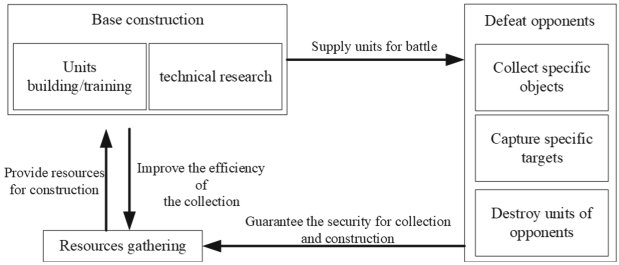 Base construction
Units
building/training
technical research
Supply units for battle
Defeat opponents
Collect specific
objects
Capture specific
targets
Destroy units of
opponents
Provide resources
for construction
Improve the efficiency
of
the collection
Guarantee the security for collection
and construction
Resources gathering